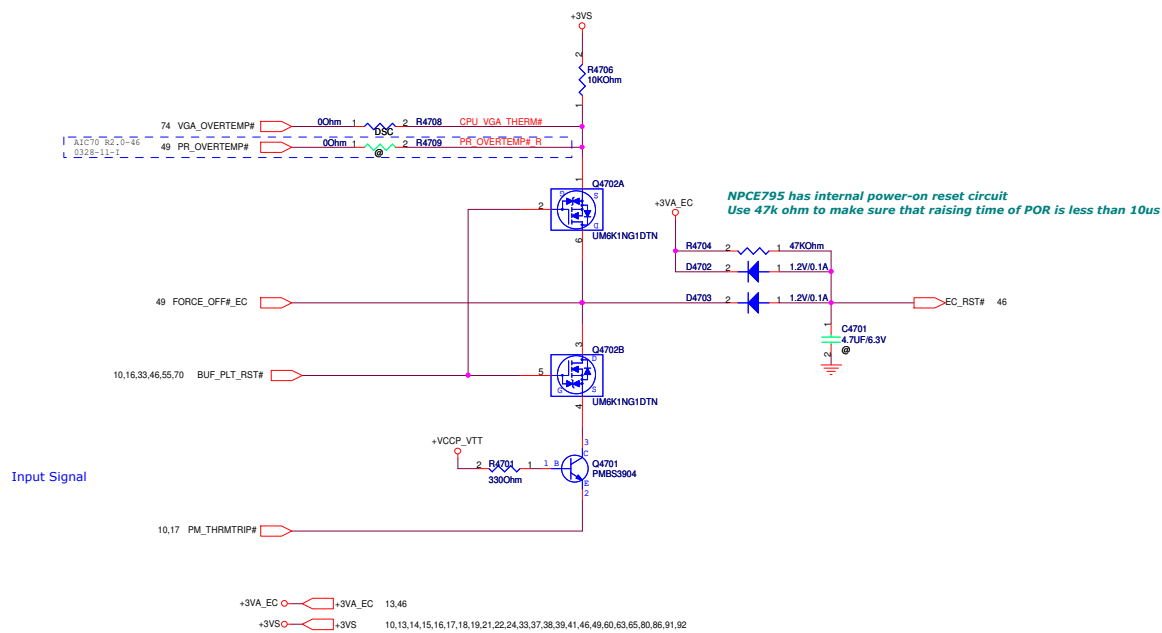 +3VS
2
R4706
10KOhm
1
74 VGA_OVERTEMP# 0Ohm 1 2 R4708 CPU_VGA_THERM#
DSC
AIC70 R2.0-46
0328-11-I
49 PR_OVERTEMP# 0Ohm 1 2 R4709 PR_OVERTEMP#_R
@
1
Q4702A
G S
2
D
UM6K1NG1DTN
6
NPCE795 has internal power-on reset circuit
Use 47k ohm to make sure that raising time of POR is less than 10us
+3VA_EC
R4704 2 1 47KOhm
D4702 2 1 1.2V/0.1A
49 FORCE_OFF#_EC D4703 2 1 1.2V/0.1A EC_RST# 46
1
C4701
4.7UF/6.3V
@
2
3
Q4702B
D
10,16,33,46,55,70 BUF_PLT_RST# 5
G S
UM6K1NG1DTN
4
+VCCP_VTT
3
C
2 R4701 1 1 B Q4701
330Ohm PMBS3904
E
2
Input Signal
10,17 PM_THRMTRIP#
+3VA_EC +3VA_EC 13,46
+3VS +3VS 10,13,14,15,16,17,18,19,21,22,24,33,37,38,39,41,46,49,60,63,65,80,86,91,92